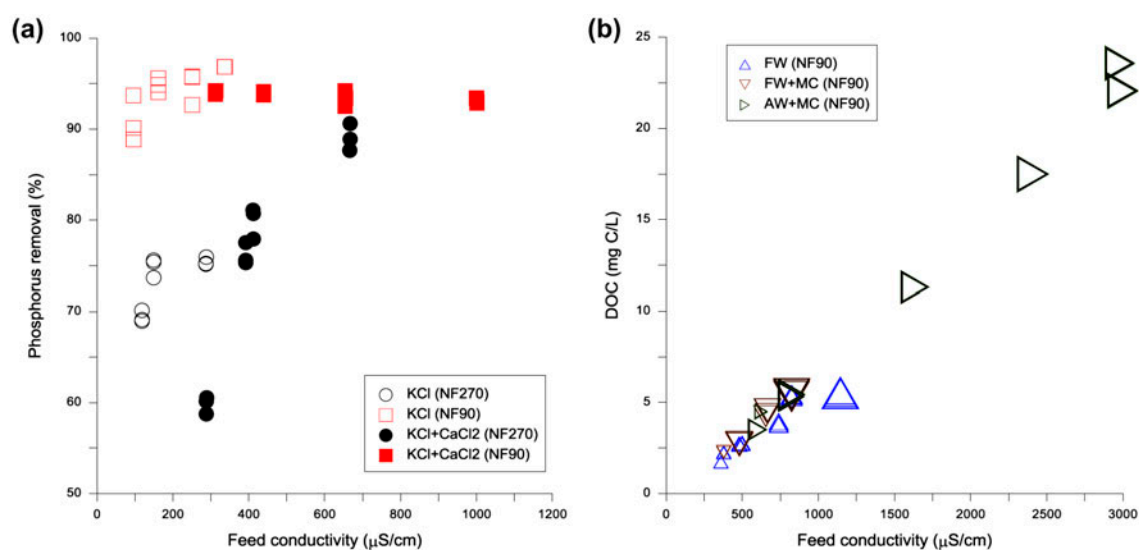 (a)
100
90
80
70
60
50
Phosphorus removal (%)
0 200 400 600 800 1000 1200
Feed conductivity (µS/cm)
KCl (NF270)
KCl (NF90)
KCl+CaCl2 (NF270)
KCl+CaCl2 (NF90)
(b)
25
20
15
10
5
0
DOC (mg C/L)
500 1000 1500 2000 2500 3000
Feed conductivity (µS/cm)
FW (NF90)
FW+MC (NF90)
AW+MC (NF90)